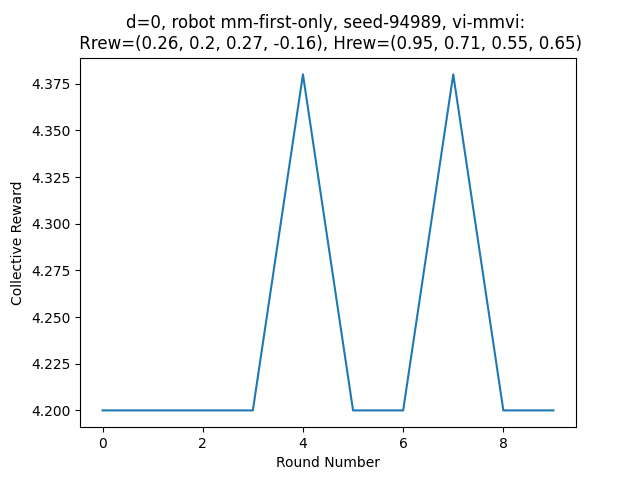 d=0, robot mm-first-only, seed-94989, vi-mmvi:
Rrew=(0.26, 0.2, 0.27, -0.16), Hrew=(0.95, 0.71, 0.55, 0.65)
4.375
4.350
4.325
4.300
4.275
4.250
4.225
4.200
Collective Reward
0 2 4 6 8
Round Number